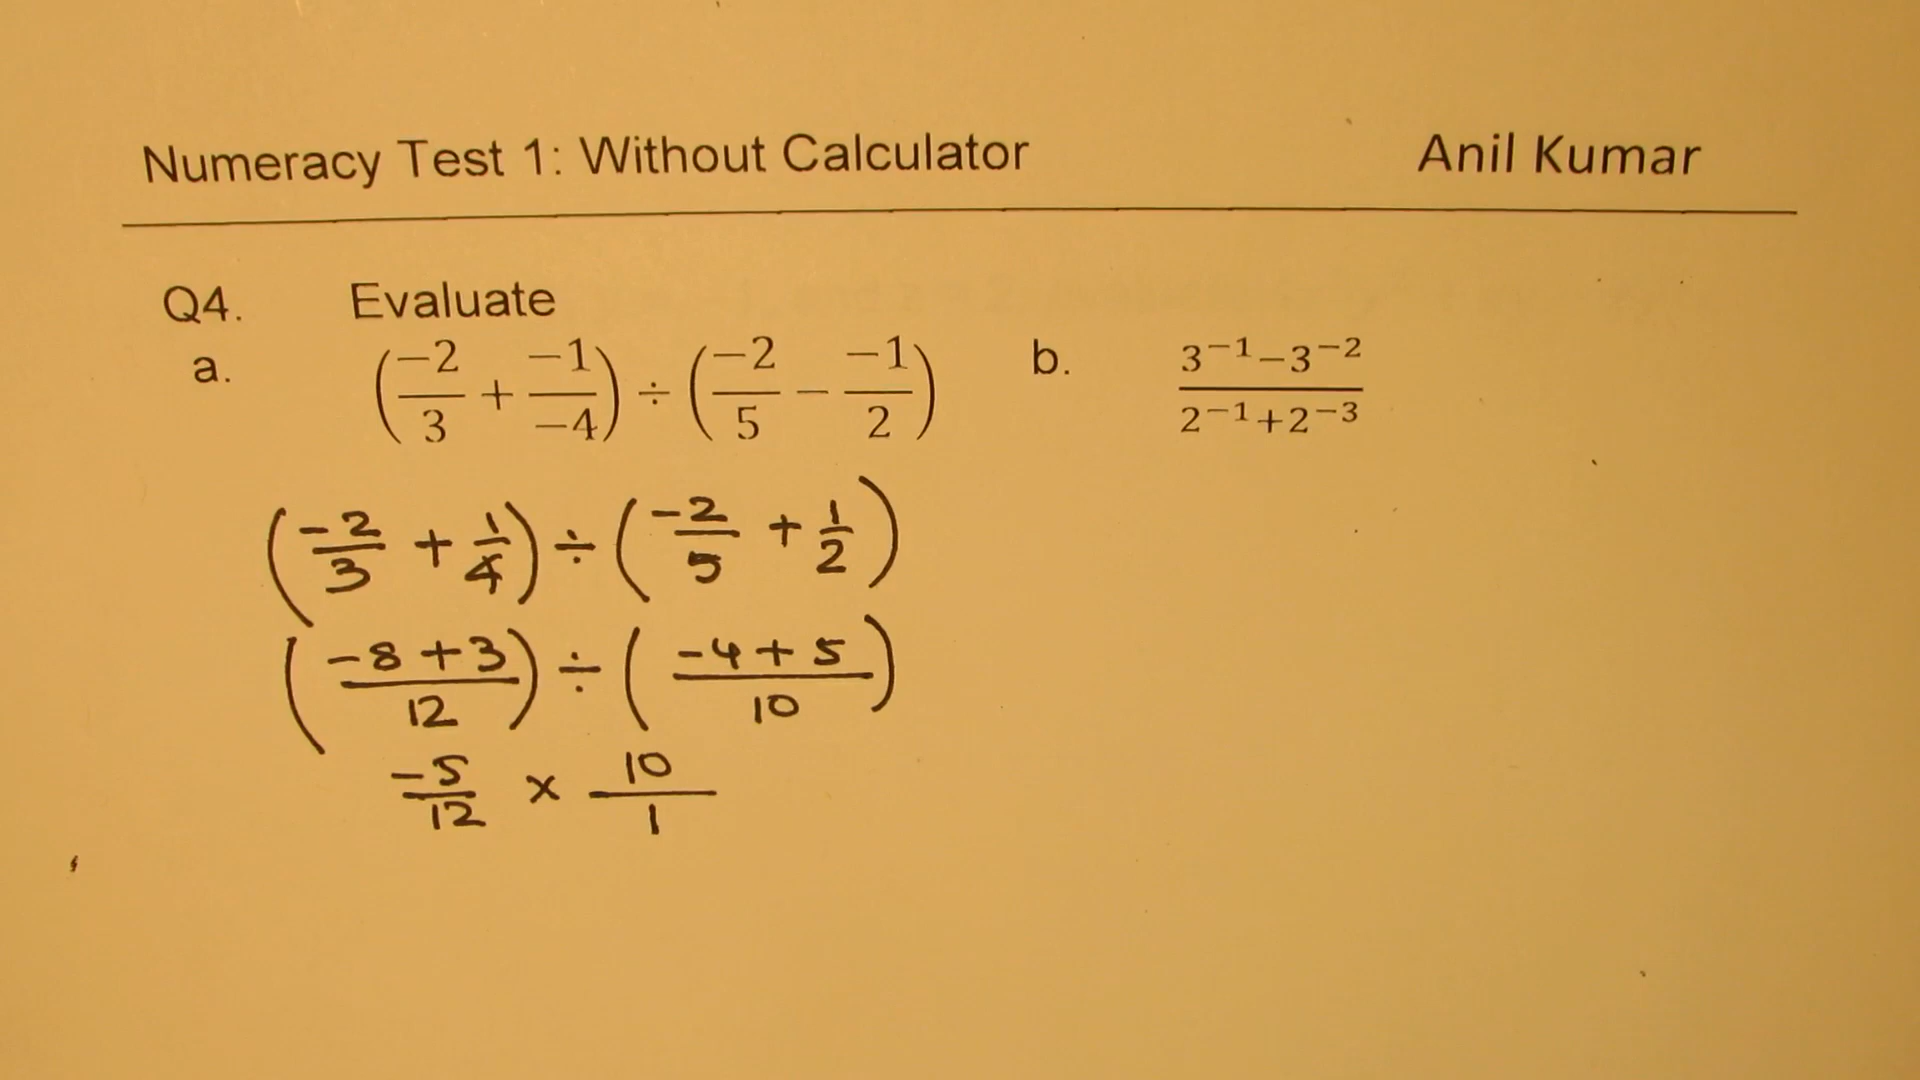 Numeracy Test 1: Without Calculator Anil Kumar
Q4. Evaluate
a. (−2/3 + −1/−4) ÷ (−2/5 − −1/2) b. 3⁻¹−3⁻²/2⁻¹+2⁻³
(−2/3 + 1/4) ÷ (−2/5 + 1/2)
(−8+3/12) ÷ (−4+5/10)
−5/12 × 10/1